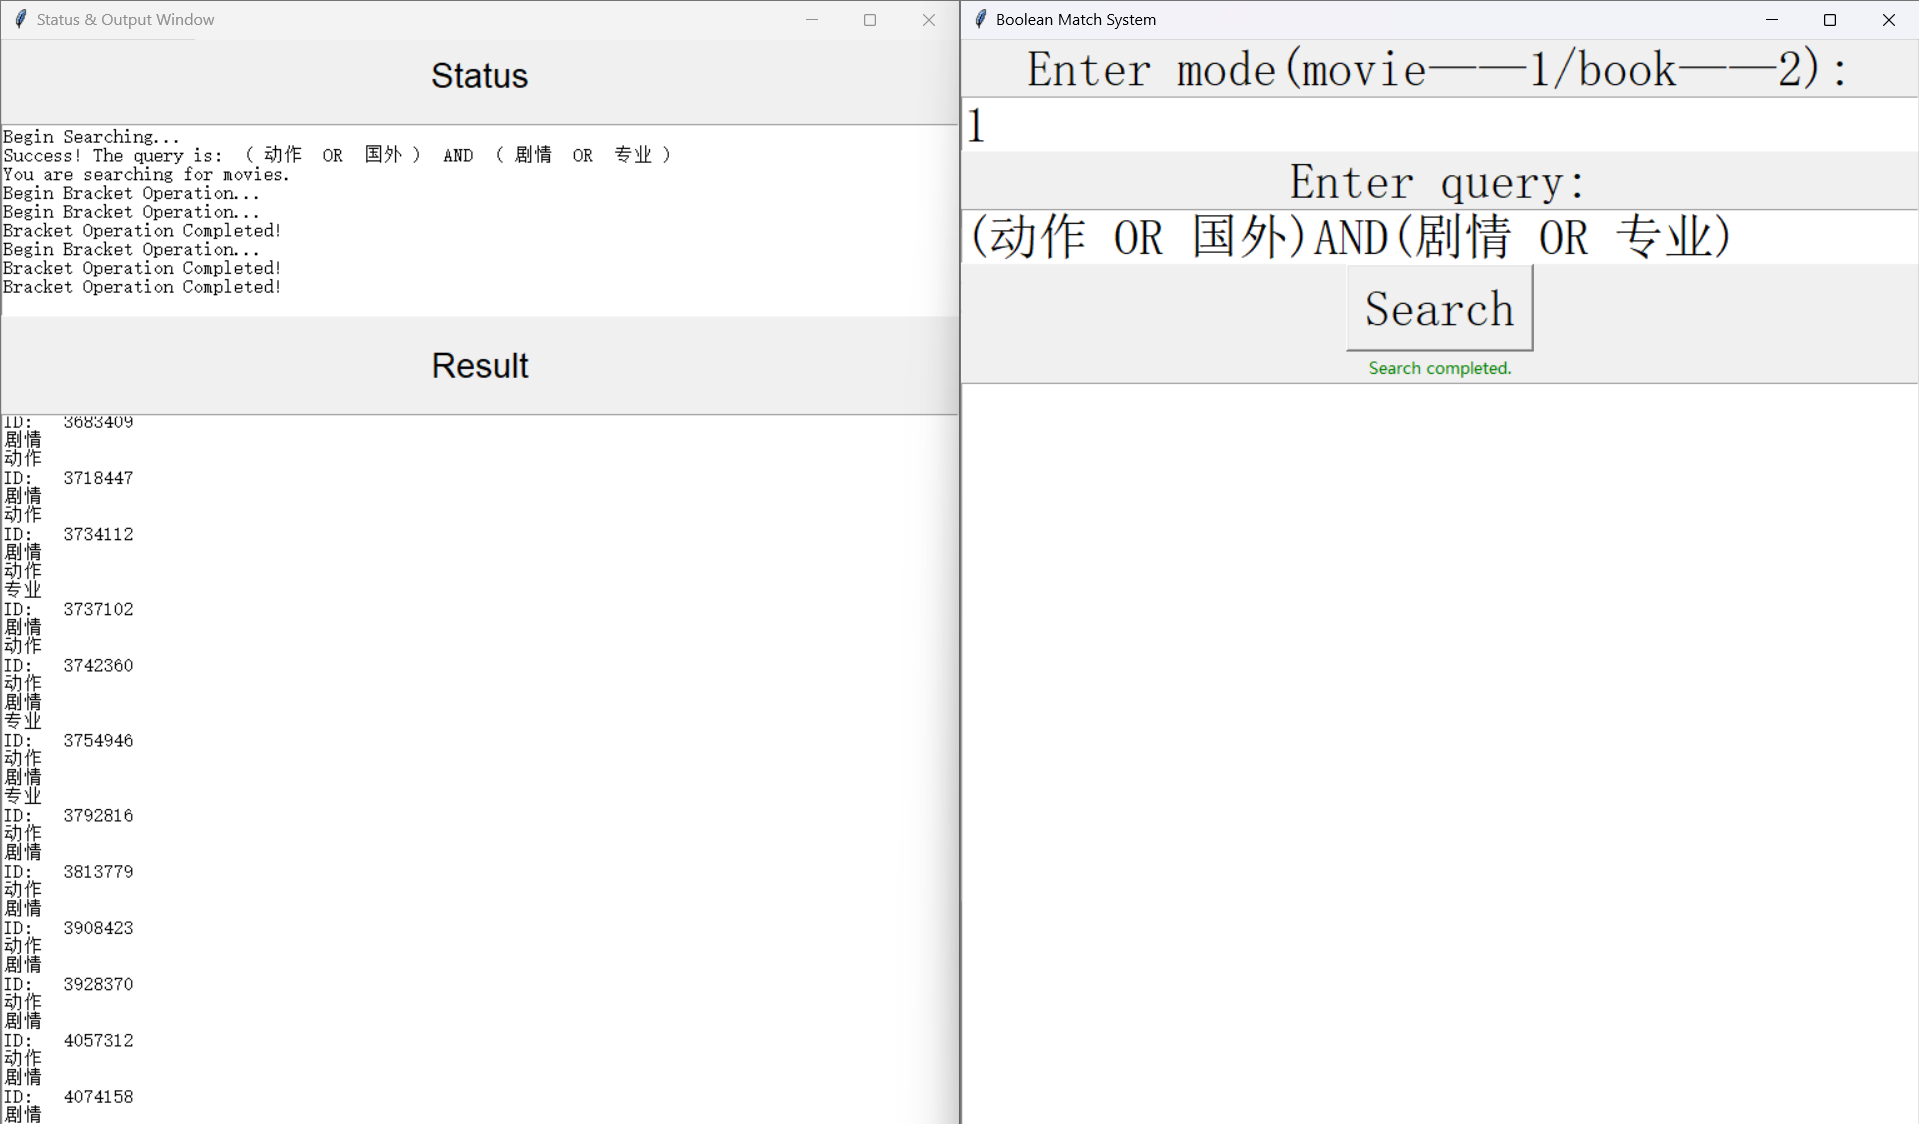 Status & Output Window
Status
Begin Searching...
Success! The query is: ( 动作 OR 国外 ) AND ( 剧情 OR 专业 )
You are searching for movies.
Begin Bracket Operation...
Begin Bracket Operation...
Bracket Operation Completed!
Begin Bracket Operation...
Bracket Operation Completed!
Bracket Operation Completed!
Result
ID: 3683409
剧情
动作
ID: 3718447
剧情
动作
ID: 3734112
剧情
动作
专业
ID: 3737102
剧情
动作
ID: 3742360
动作
剧情
专业
ID: 3754946
动作
剧情
专业
ID: 3792816
动作
剧情
ID: 3813779
动作
剧情
ID: 3908423
动作
剧情
ID: 3928370
动作
剧情
ID: 4057312
动作
剧情
ID: 4074158
剧情
Boolean Match System
Enter mode(movie——1/book——2):
1
Enter query:
(动作 OR 国外)AND(剧情 OR 专业)
Search
Search completed.